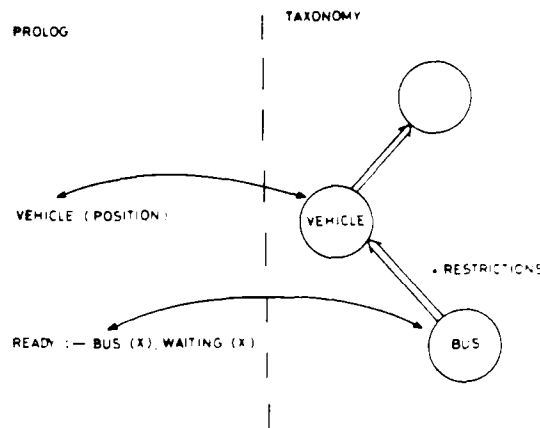 PROLOG
TAXONOMY
VEHICLE (POSITION)
VEHICLE
• RESTRICTIONS
READY :— BUS (X), WAITING (X)
BUS